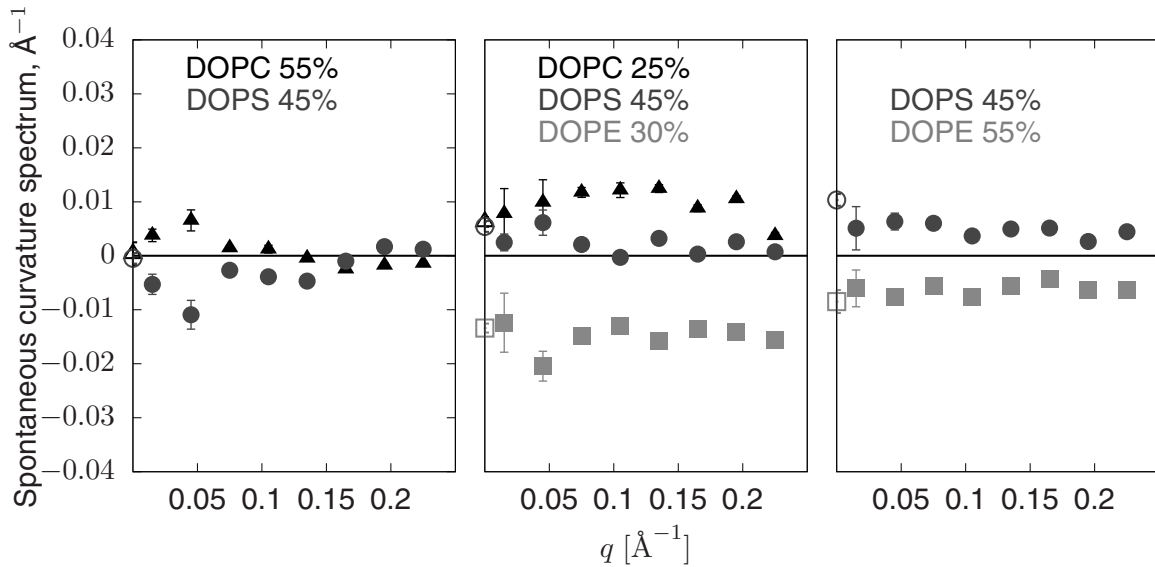 Spontaneous curvature spectrum, Å⁻¹
0.04
0.03
0.02
0.01
0
−0.01
−0.02
−0.03
−0.04
DOPC 55%
DOPS 45%
0.05 0.1 0.15 0.2
DOPC 25%
DOPS 45%
DOPE 30%
0.05 0.1 0.15 0.2
DOPS 45%
DOPE 55%
0.05 0.1 0.15 0.2
q [Å⁻¹]